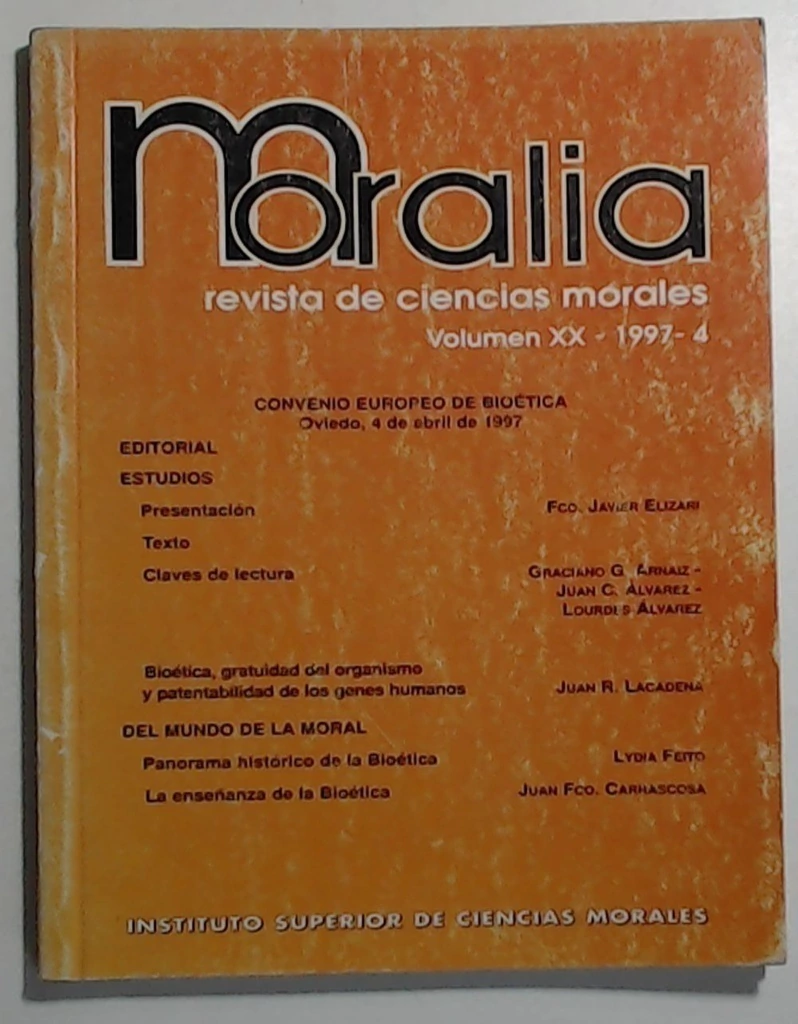 moralia
revista de ciencias morales
Volumen XX - 1997- 4
CONVENIO EUROPEO DE BIOÉTICA
Oviedo, 4 de abril de 1997
EDITORIAL
ESTUDIOS
Presentación FCO. JAVIER ELIZARI
Texto
Claves de lectura GRACIANO G. ARNAIZ -
JUAN C. ALVAREZ -
LOURDES ALVAREZ
Bioética, gratuidad del organismo
y patentabilidad de los genes humanos JUAN R. LACADENA
DEL MUNDO DE LA MORAL
Panorama histórico de la Bioética LYDIA FEITO
La enseñanza de la Bioética JUAN FCO. CARRASCOSA
INSTITUTO SUPERIOR DE CIENCIAS MORALES